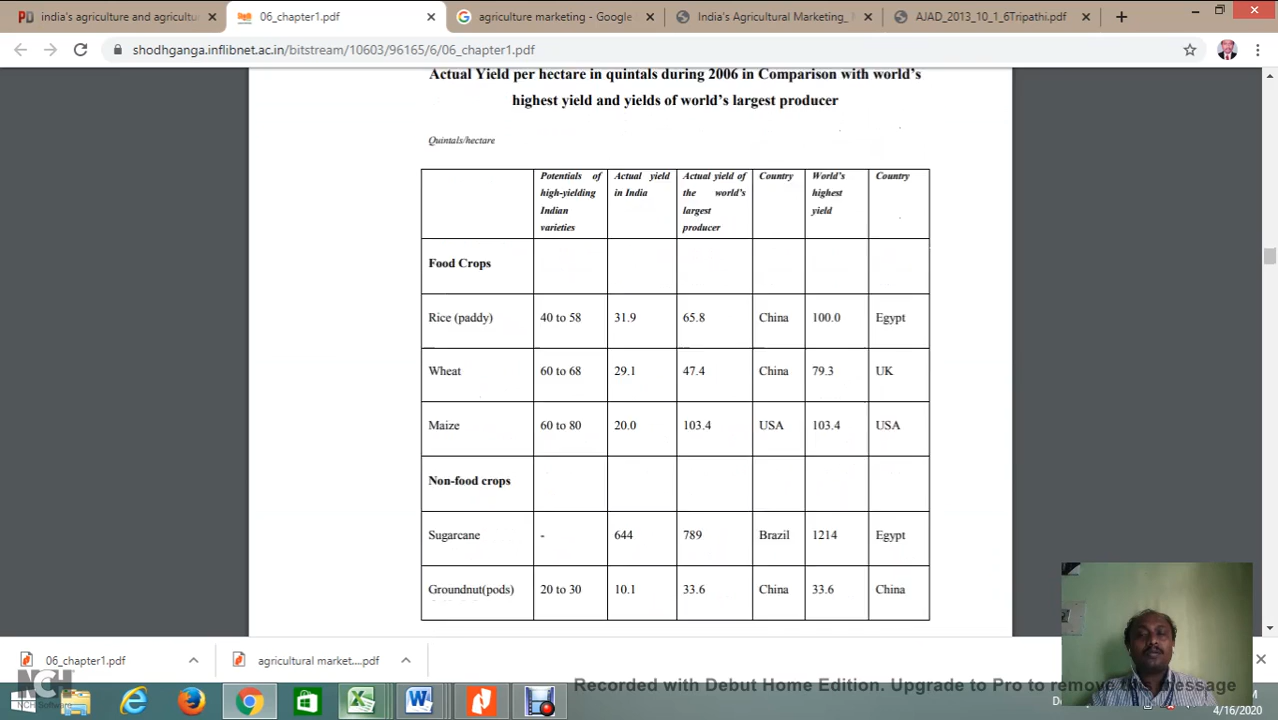 india's agriculture and agricultu
06_chapter1.pdf
agriculture marketing - Google
India's Agricultural Marketing_
AJAD_2013_10_1_6Tripathi.pdf
shodhganga.inflibnet.ac.in/bitstream/10603/96165/6/06_chapter1.pdf
Actual Yield per hectare in quintals during 2006 in Comparison with world's
highest yield and yields of world's largest producer
Quintals/hectare
Potentials of high-yielding Indian varieties Actual yield in India Actual yield of the world's largest producer Country World's highest yield Country
Food Crops
Rice (paddy) 40 to 58 31.9 65.8 China 100.0 Egypt
Wheat 60 to 68 29.1 47.4 China 79.3 UK
Maize 60 to 80 20.0 103.4 USA 103.4 USA
Non-food crops
Sugarcane - 644 789 Brazil 1214 Egypt
Groundnut(pods) 20 to 30 10.1 33.6 China 33.6 China
06_chapter1.pdf
agricultural market....pdf
NCH
NCH Software
Recorded with Debut Home Edition. Upgrade to Pro to remove this message
4/16/2020